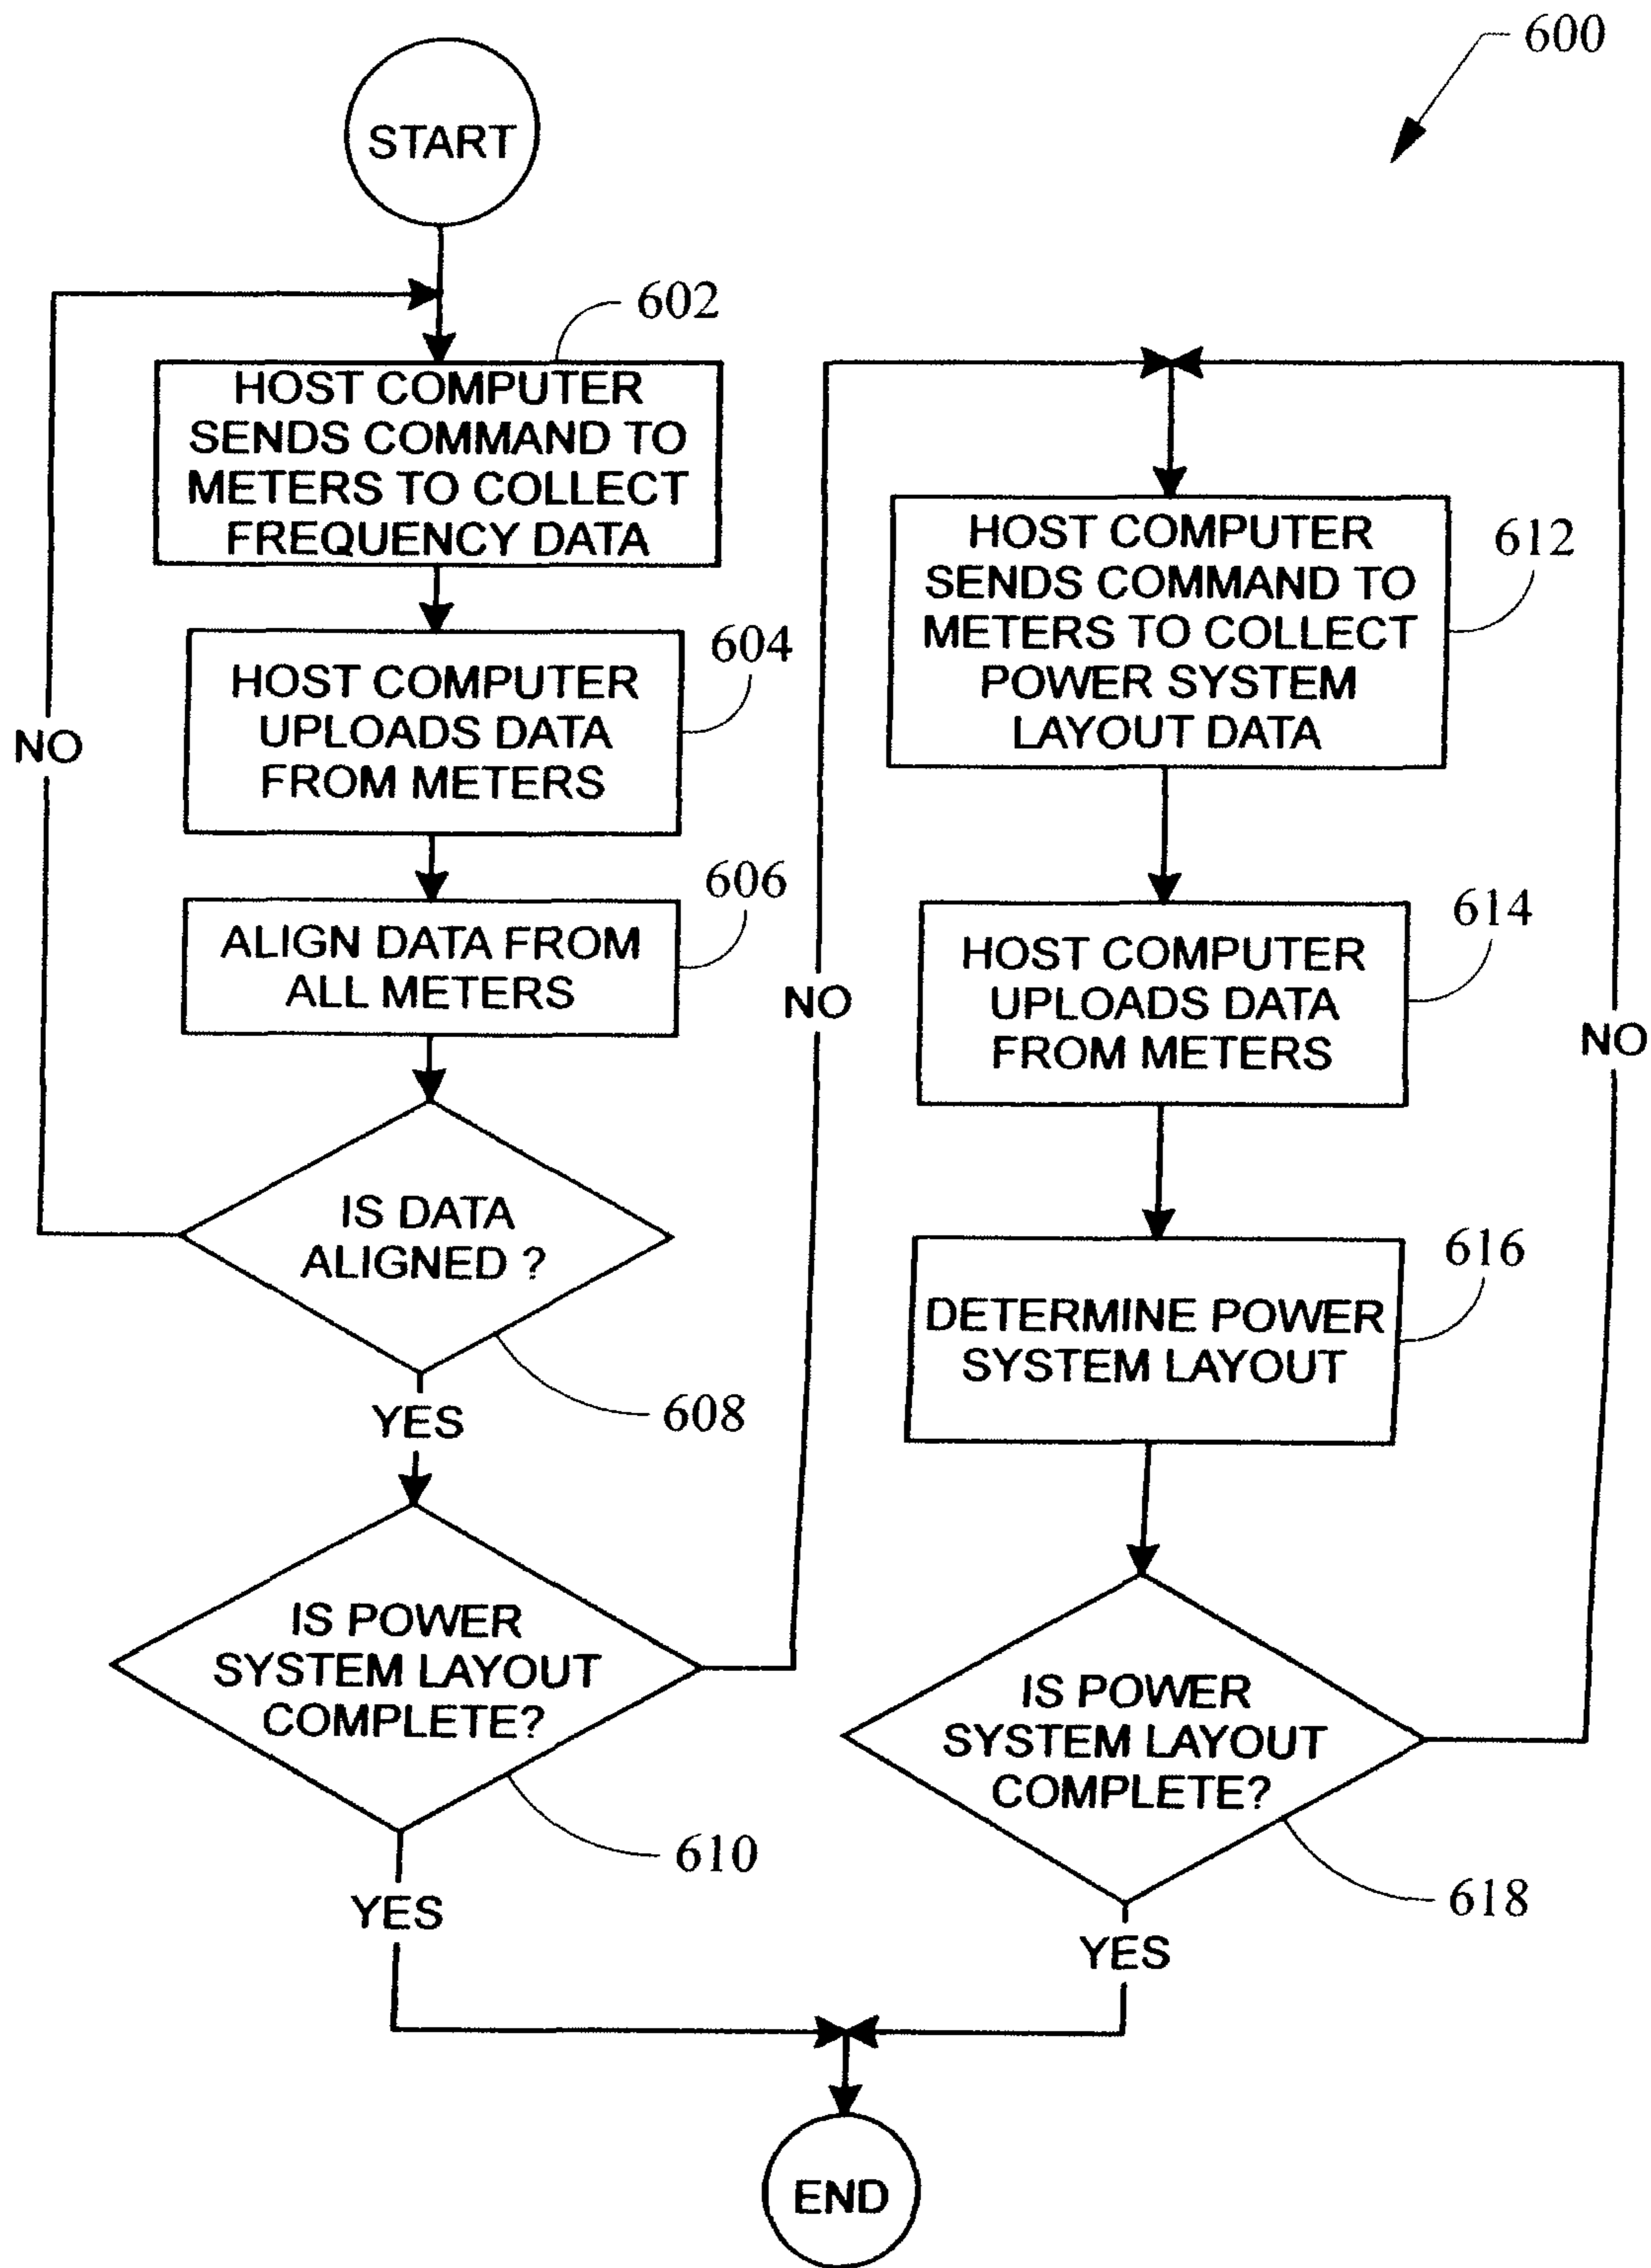 600
START
602
HOST COMPUTER
SENDS COMMAND TO
METERS TO COLLECT
FREQUENCY DATA
604
HOST COMPUTER
UPLOADS DATA
FROM METERS
606
ALIGN DATA FROM
ALL METERS
NO
IS DATA
ALIGNED ?
608
YES
IS POWER
SYSTEM LAYOUT
COMPLETE?
610
YES
NO
HOST COMPUTER
SENDS COMMAND TO
METERS TO COLLECT
POWER SYSTEM
LAYOUT DATA
612
HOST COMPUTER
UPLOADS DATA
FROM METERS
614
NO
DETERMINE POWER
SYSTEM LAYOUT
616
IS POWER
SYSTEM LAYOUT
COMPLETE?
618
YES
END